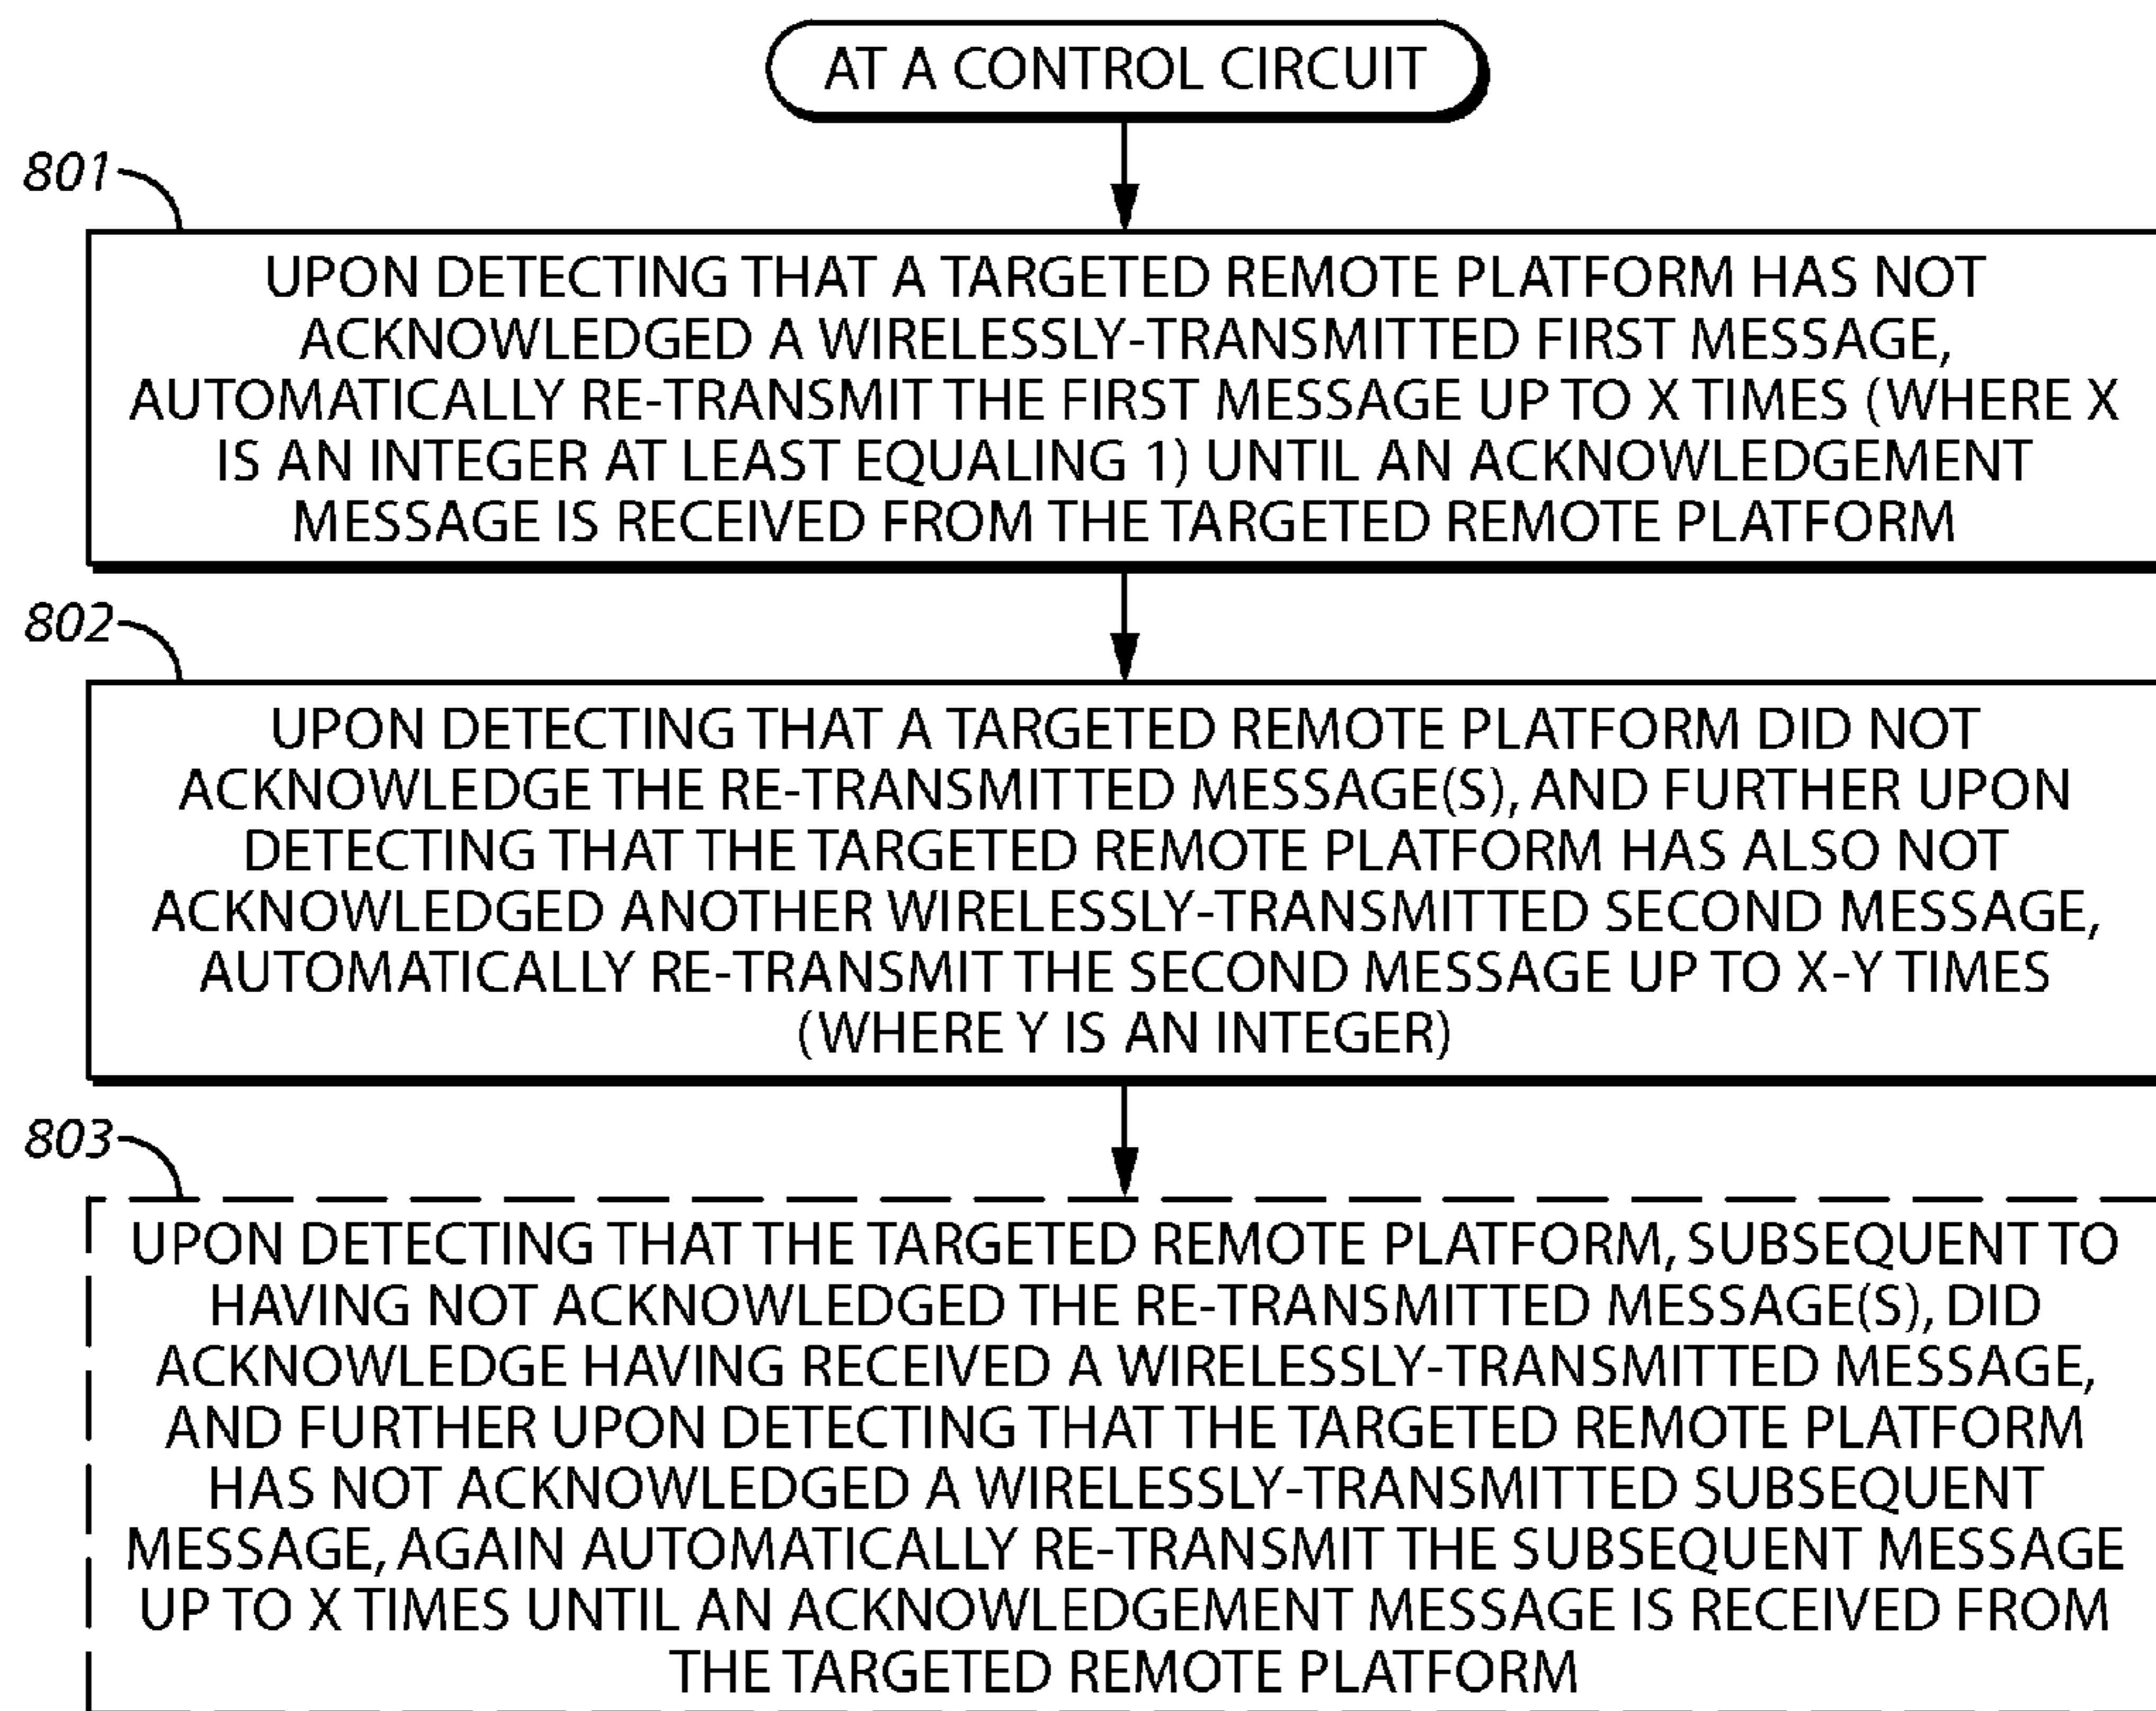 AT A CONTROL CIRCUIT
801
UPON DETECTING THAT A TARGETED REMOTE PLATFORM HAS NOT
ACKNOWLEDGED A WIRELESSLY-TRANSMITTED FIRST MESSAGE,
AUTOMATICALLY RE-TRANSMIT THE FIRST MESSAGE UP TO X TIMES (WHERE X
IS AN INTEGER AT LEAST EQUALING 1) UNTIL AN ACKNOWLEDGEMENT
MESSAGE IS RECEIVED FROM THE TARGETED REMOTE PLATFORM
802
UPON DETECTING THAT A TARGETED REMOTE PLATFORM DID NOT
ACKNOWLEDGE THE RE-TRANSMITTED MESSAGE(S), AND FURTHER UPON
DETECTING THAT THE TARGETED REMOTE PLATFORM HAS ALSO NOT
ACKNOWLEDGED ANOTHER WIRELESSLY-TRANSMITTED SECOND MESSAGE,
AUTOMATICALLY RE-TRANSMIT THE SECOND MESSAGE UP TO X-Y TIMES
(WHERE Y IS AN INTEGER)
803
UPON DETECTING THAT THE TARGETED REMOTE PLATFORM, SUBSEQUENT TO
HAVING NOT ACKNOWLEDGED THE RE-TRANSMITTED MESSAGE(S), DID
ACKNOWLEDGE HAVING RECEIVED A WIRELESSLY-TRANSMITTED MESSAGE,
AND FURTHER UPON DETECTING THAT THE TARGETED REMOTE PLATFORM
HAS NOT ACKNOWLEDGED A WIRELESSLY-TRANSMITTED SUBSEQUENT
MESSAGE, AGAIN AUTOMATICALLY RE-TRANSMIT THE SUBSEQUENT MESSAGE
UP TO X TIMES UNTIL AN ACKNOWLEDGEMENT MESSAGE IS RECEIVED FROM
THE TARGETED REMOTE PLATFORM